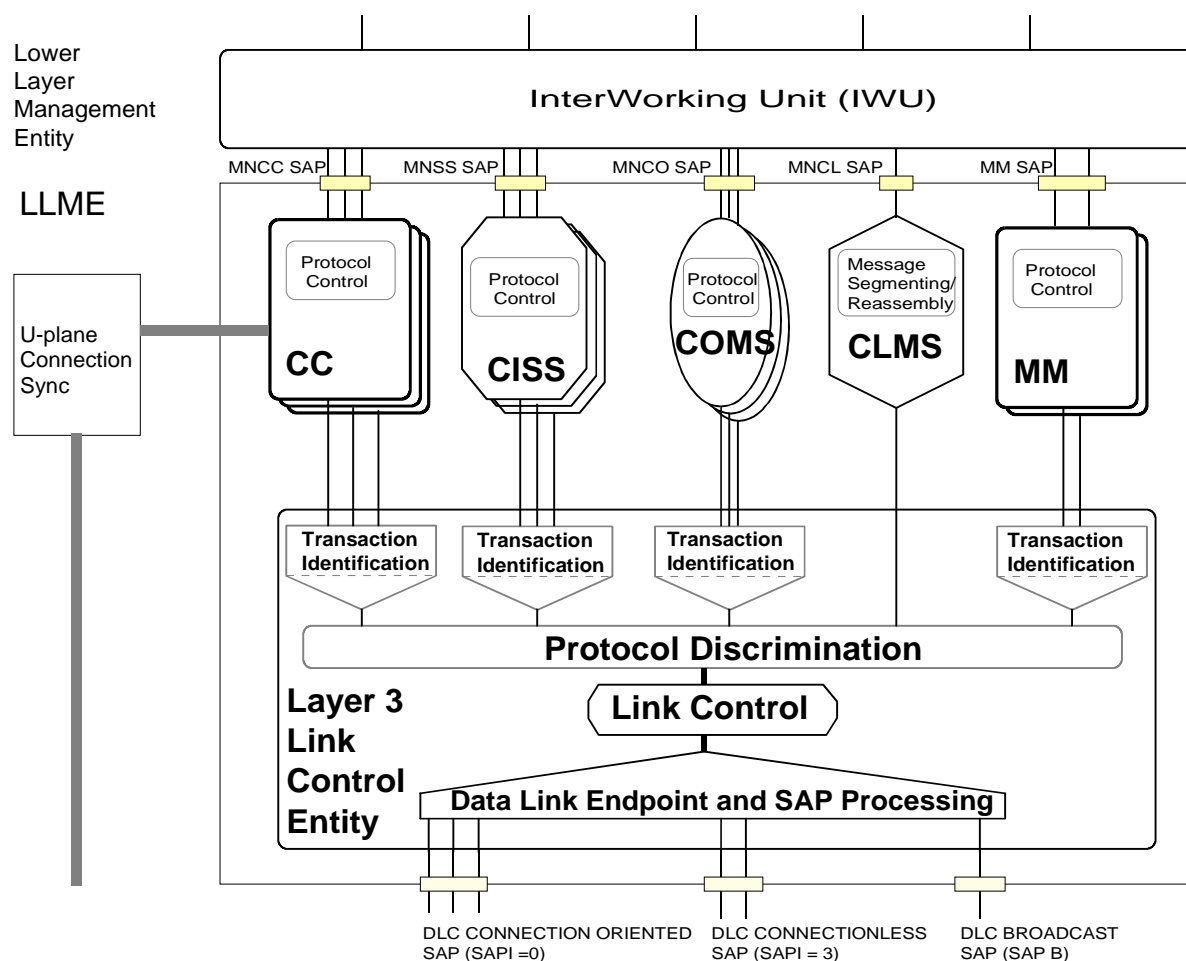 Lower
Layer
Management
Entity
LLME
InterWorking Unit (IWU)
MNCC SAP
MNSS SAP
MNCO SAP
MNCL SAP
MM SAP
U-plane
Connection
Sync
Protocol
Control
CC
Protocol
Control
CISS
Protocol
Control
COMS
Message
Segmenting/
Reassembly
CLMS
Protocol
Control
MM
Transaction
Identification
Transaction
Identification
Transaction
Identification
Transaction
Identification
Protocol Discrimination
Link Control
Layer 3
Link
Control
Entity
Data Link Endpoint and SAP Processing
DLC CONNECTION ORIENTED
SAP (SAPI =0)
DLC CONNECTIONLESS
SAP (SAPI = 3)
DLC BROADCAST
SAP (SAP B)